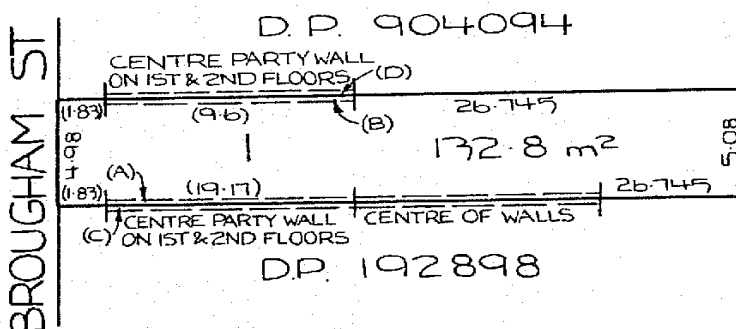 D. P. 904094
BROUGHAM ST
CENTRE PARTY WALL
ON 1ST & 2ND FLOORS
(D)
(1.83)
(9.6)
(B)
26.745
4.98
1
132.8 m²
5.08
(A)
(1.83)
(19.17)
26.745
(C)
CENTRE PARTY WALL
ON 1ST & 2ND FLOORS
CENTRE OF WALLS
D.P. 192898